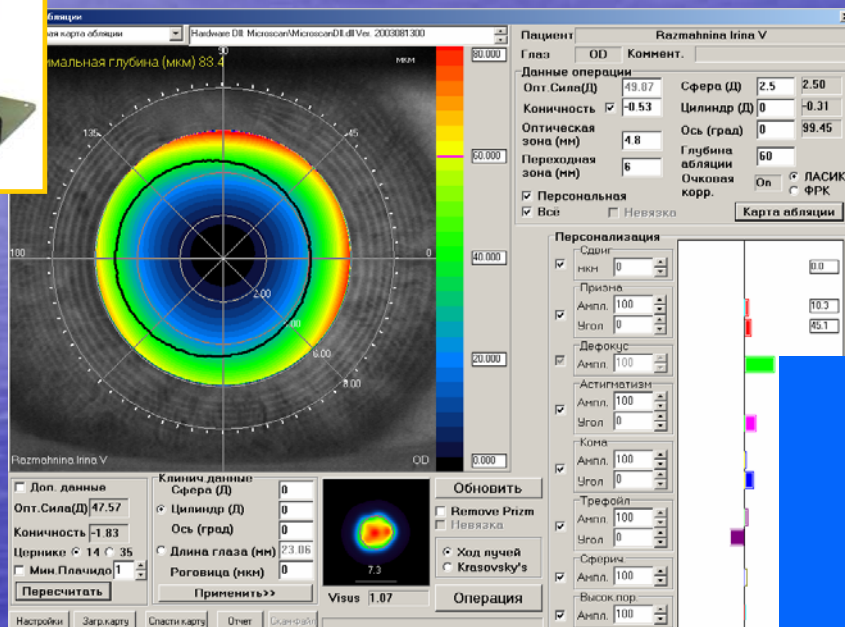 абляции
ая карта абляции
Hardware Dll. Microscan\MicroscanDll.dll Ver. 2003081300
имальная глубина (мкм) 83.4
90
мкм
135
45
180
0
2.00
4.00
6.00
8.00
Razmahnina Irina V
OD
80.000
60.000
40.000
20.000
0.000
Пациент Razmahnina Irina V
Глаз OD Коммент.
Данные операции
Опт.Сила(Д) 49.07 Сфера (Д) 2.5 2.50
Коничность -0.53 Цилиндр (Д) 0 -0.31
Оптическая зона (мм) 4.8 Ось (град) 0 99.45
Переходная зона (мм) 6 Глубина абляции 60
Очковая корр. On ЛАСИК
ФРК
Персональная
Всё Невязка Карта абляции
Персонализация
Сдвиг
мкн 0 0.0
Призма
Ампл. 100 10.3
Угол 0 45.1
Дефокус
Ампл. 100
Астигматизм
Ампл. 100
Угол 0
Кома
Ампл. 100
Угол 0
Трефойл
Ампл. 100
Угол 0
Сферич.
Ампл. 100
Высок.пор.
Ампл. 100
Доп. данные
Опт.Сила(Д) 47.57
Коничность -1.83
Цернике 14 35
Мин.Плачидо 1
Пересчитать
Клинич.данные
Сфера (Д) 0
Цилиндр (Д) 0
Ось (град) 0
Длина глаза (мм) 23.06
Роговица (мкм) 0
Применить>>
7.3
Visus 1.07
Обновить
Remove Prizm
Невязка
Ход лучей
Krasovsky's
Операция
Настройки Загр.карту Спасти карту Отчет Скан-файл